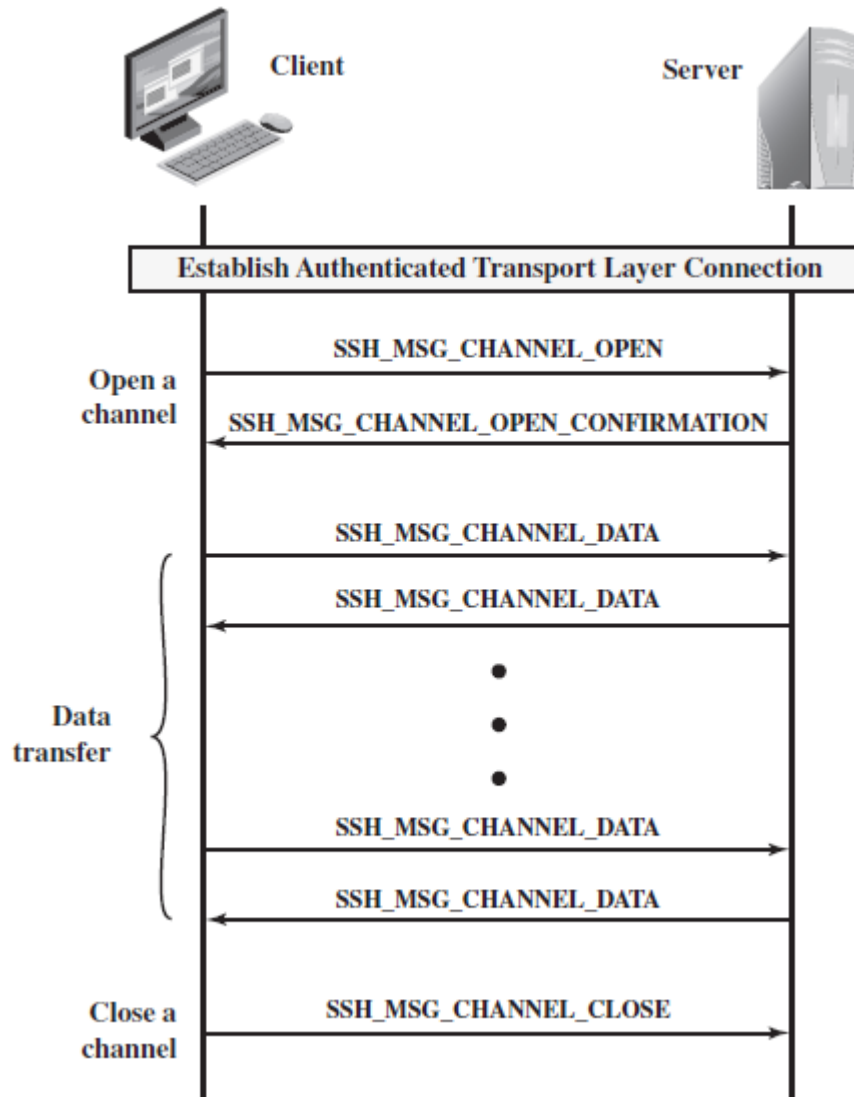 Client
Server
Establish Authenticated Transport Layer Connection
SSH_MSG_CHANNEL_OPEN
Open a
channel
SSH_MSG_CHANNEL_OPEN_CONFIRMATION
SSH_MSG_CHANNEL_DATA
SSH_MSG_CHANNEL_DATA
Data
transfer
SSH_MSG_CHANNEL_DATA
SSH_MSG_CHANNEL_DATA
SSH_MSG_CHANNEL_CLOSE
Close a
channel